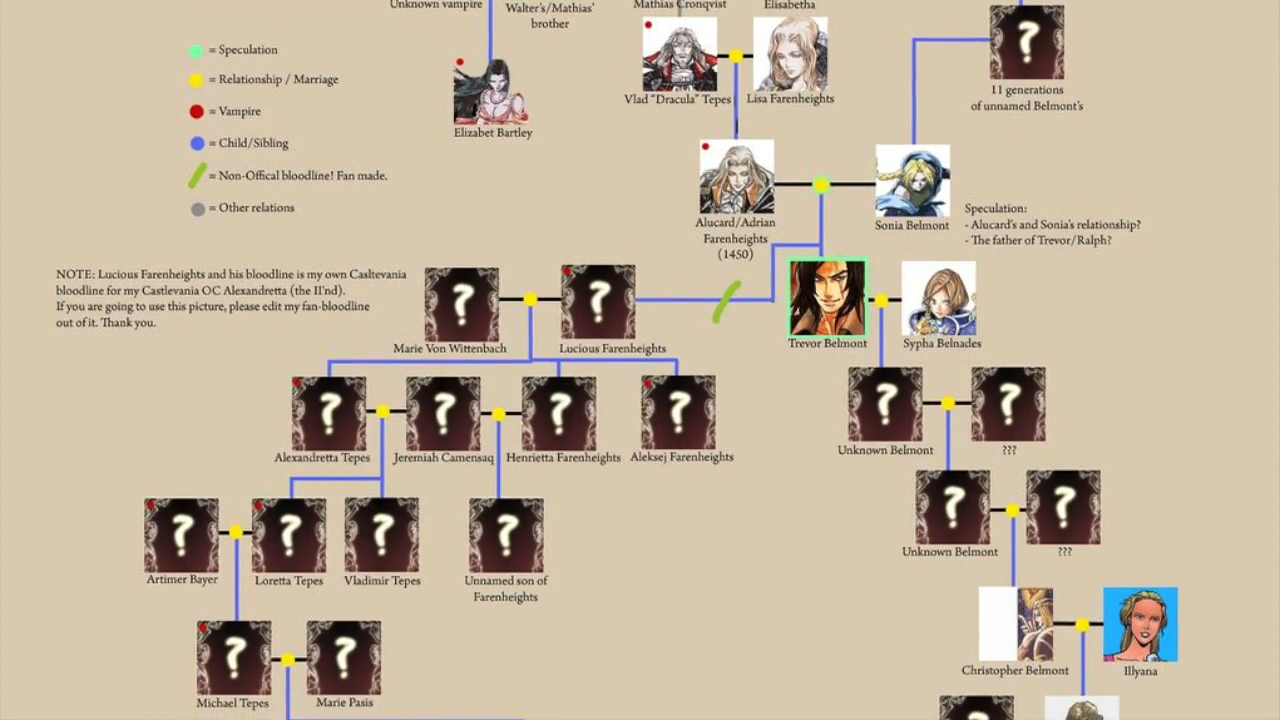 Unknown vampire
Walter's/Mathias'
brother
Mathias Cronqvist
Elisabetha
= Speculation
= Relationship / Marriage
= Vampire
= Child/Sibling
= Non-Offical bloodline! Fan made.
= Other relations
Elizabet Bartley
Vlad "Dracula" Tepes
Lisa Farenheights
11 generations
of unnamed Belmont's
Alucard/Adrian
Farenheights
(1450)
Sonia Belmont
Speculation:
- Alucard's and Sonia's relationship?
- The father of Trevor/Ralph?
NOTE: Lucious Farenheights and his bloodline is my own Casltevania
bloodline for my Castlevania OC Alexandretta (the II'nd).
If you are going to use this picture, please edit my fan-bloodline
out of it. Thank you.
Marie Von Wittenbach
Lucious Farenheights
Trevor Belmont
Sypha Belnades
Alexandretta Tepes
Jeremiah Camensaq
Henrietta Farenheights
Aleksej Farenheights
Unknown Belmont
???
Artimer Bayer
Loretta Tepes
Vladimir Tepes
Unnamed son of
Farenheights
Unknown Belmont
???
Christopher Belmont
Illyana
Michael Tepes
Marie Pasis